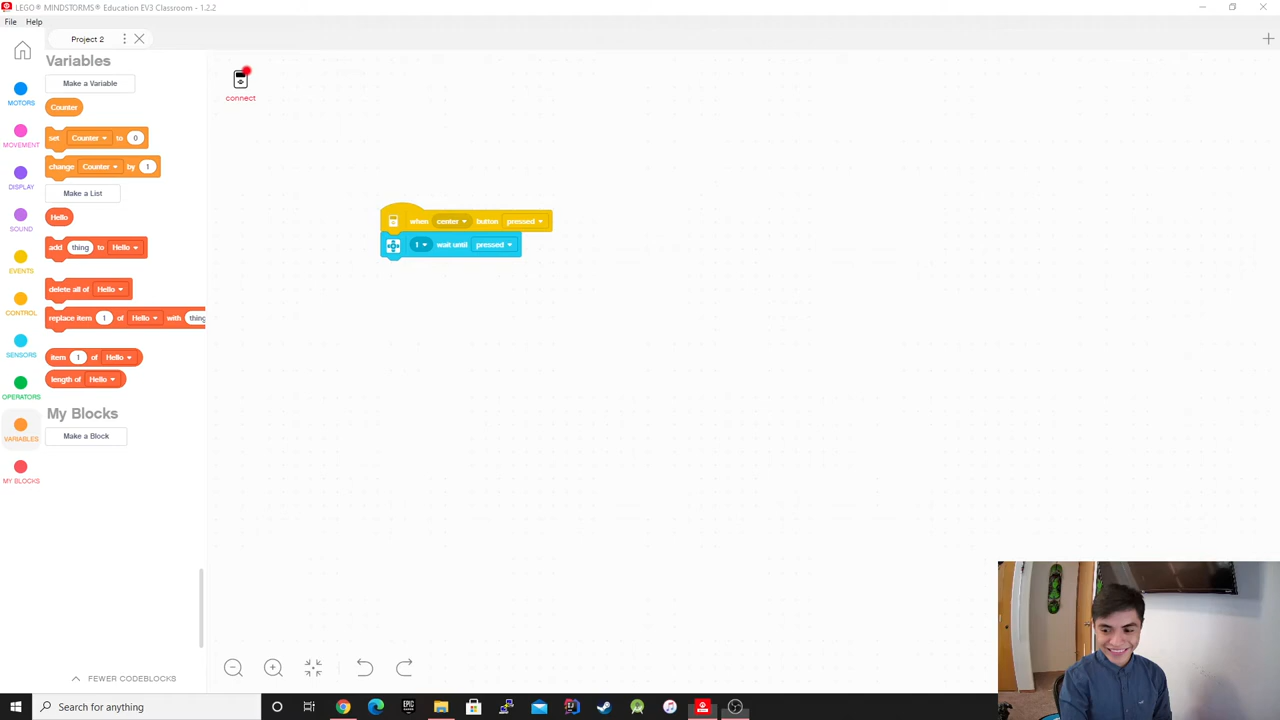 LEGO® MINDSTORMS® Education EV3 Classroom - 1.2.2
File Help
Project 2
Variables
Make a Variable
Counter
set Counter to 0
change Counter by 1
Make a List
Hello
add thing to Hello
delete all of Hello
replace item 1 of Hello with thing
item 1 of Hello
length of Hello
My Blocks
Make a Block
MOTORS
MOVEMENT
DISPLAY
SOUND
EVENTS
CONTROL
SENSORS
OPERATORS
VARIABLES
MY BLOCKS
connect
when center button pressed
1 wait until pressed
FEWER CODEBLOCKS
Search for anything
EPIC
GAMES